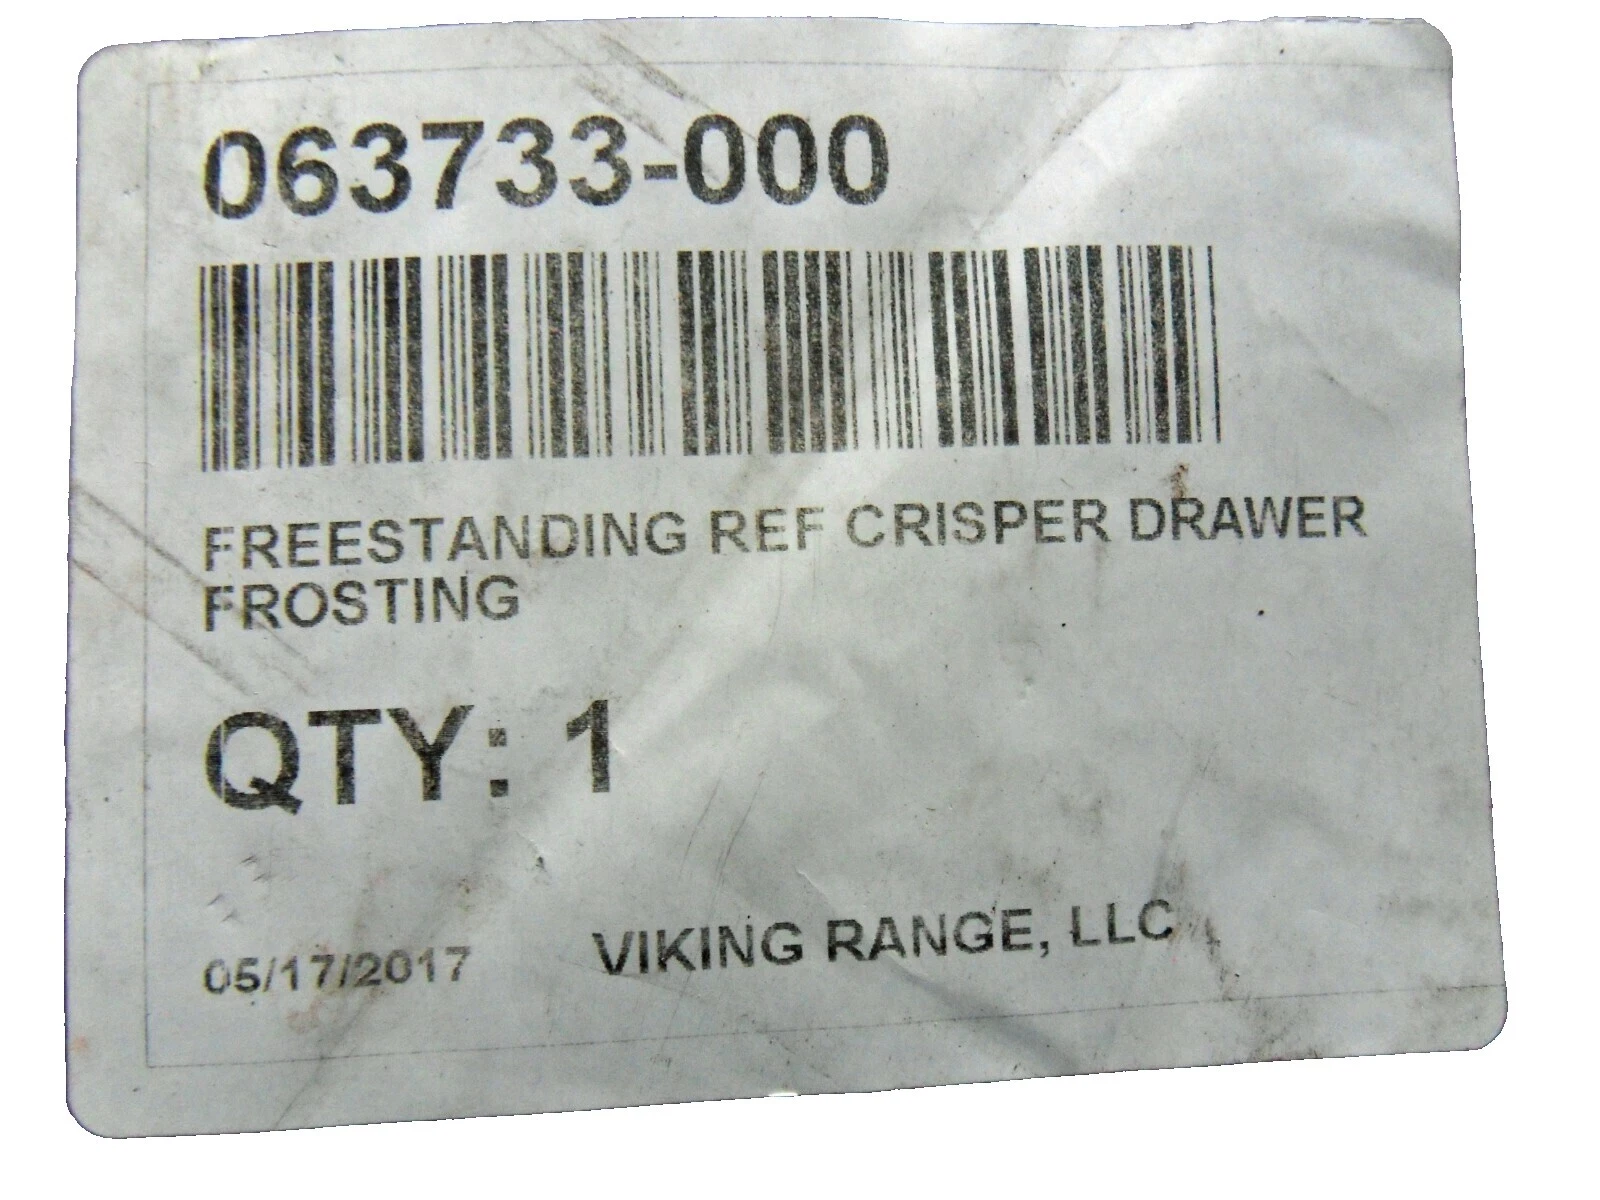 063733-000
FREESTANDING REF CRISPER DRAWER
FROSTING
QTY: 1
05/17/2017 VIKING RANGE, LLC